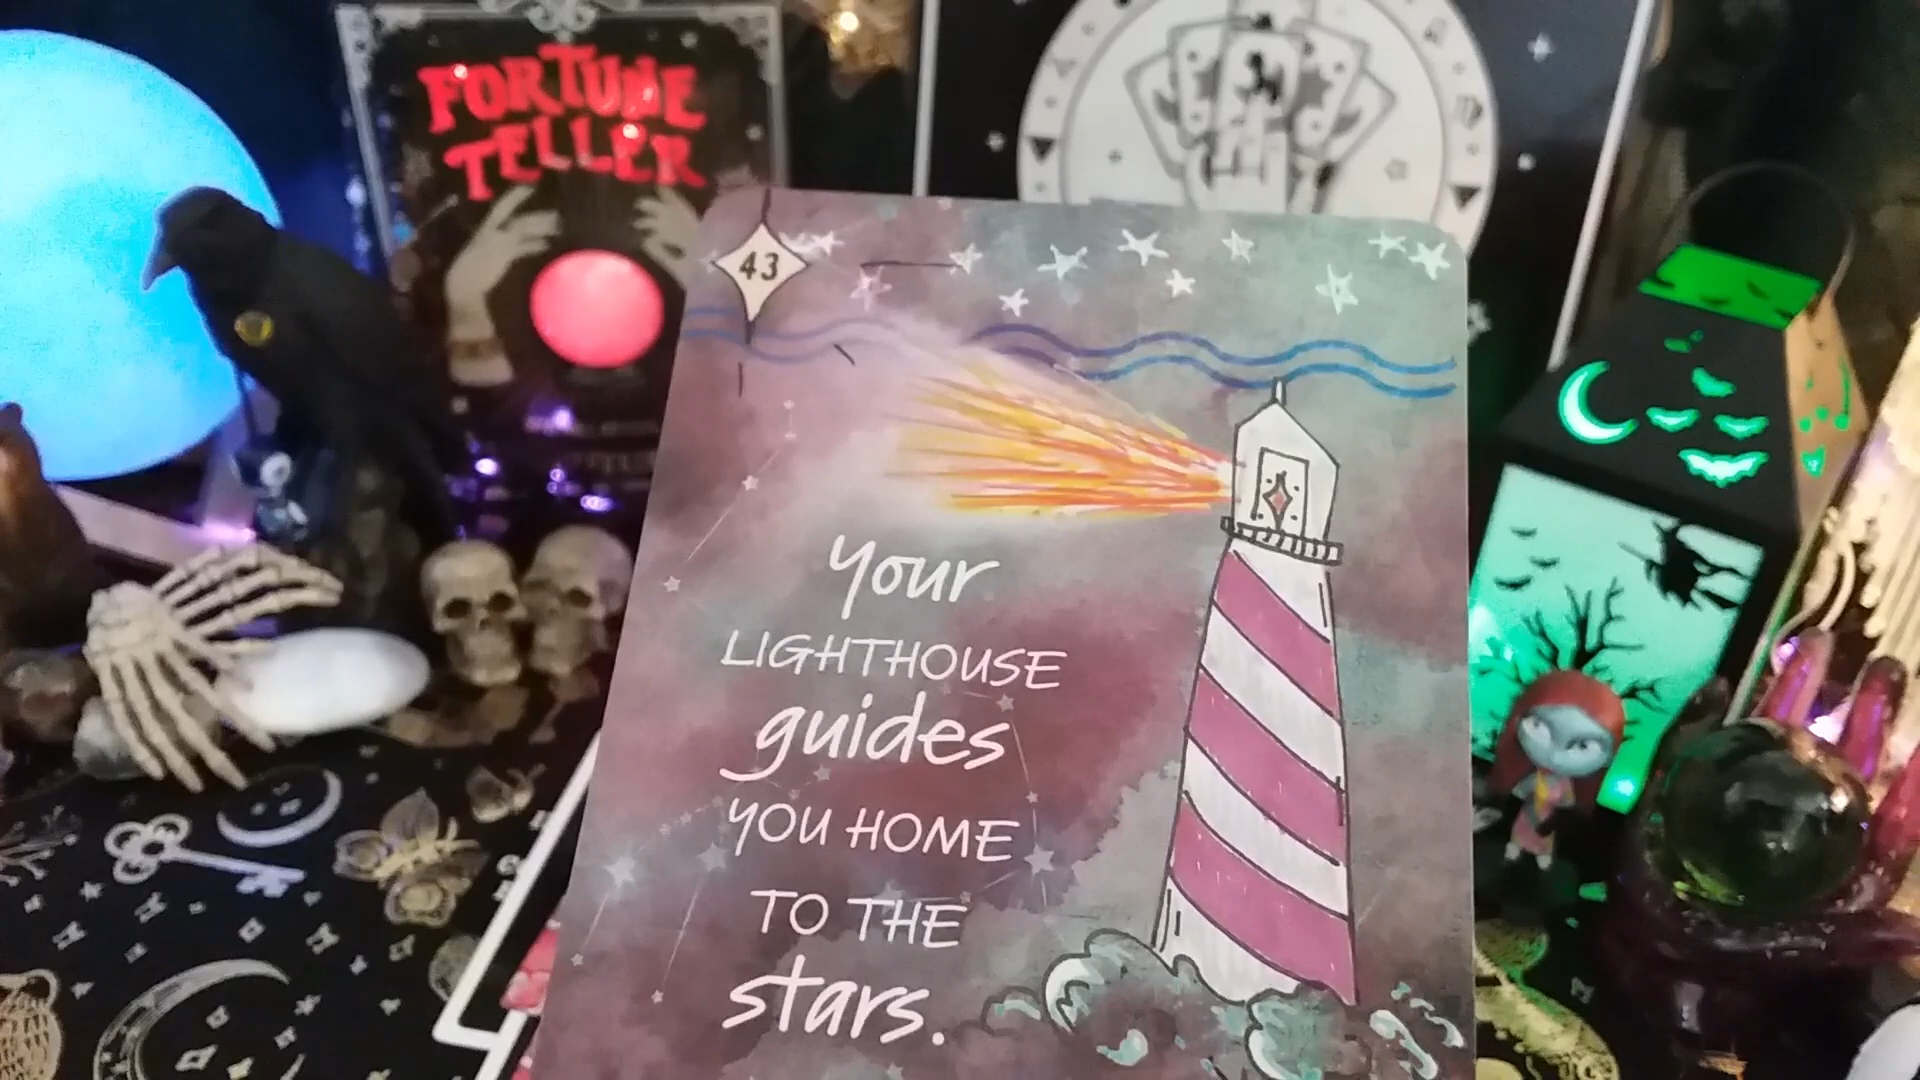 FORTUNE
TELLER
43
your
LIGHTHOUSE
guides
YOU HOME
TO THE
stars.